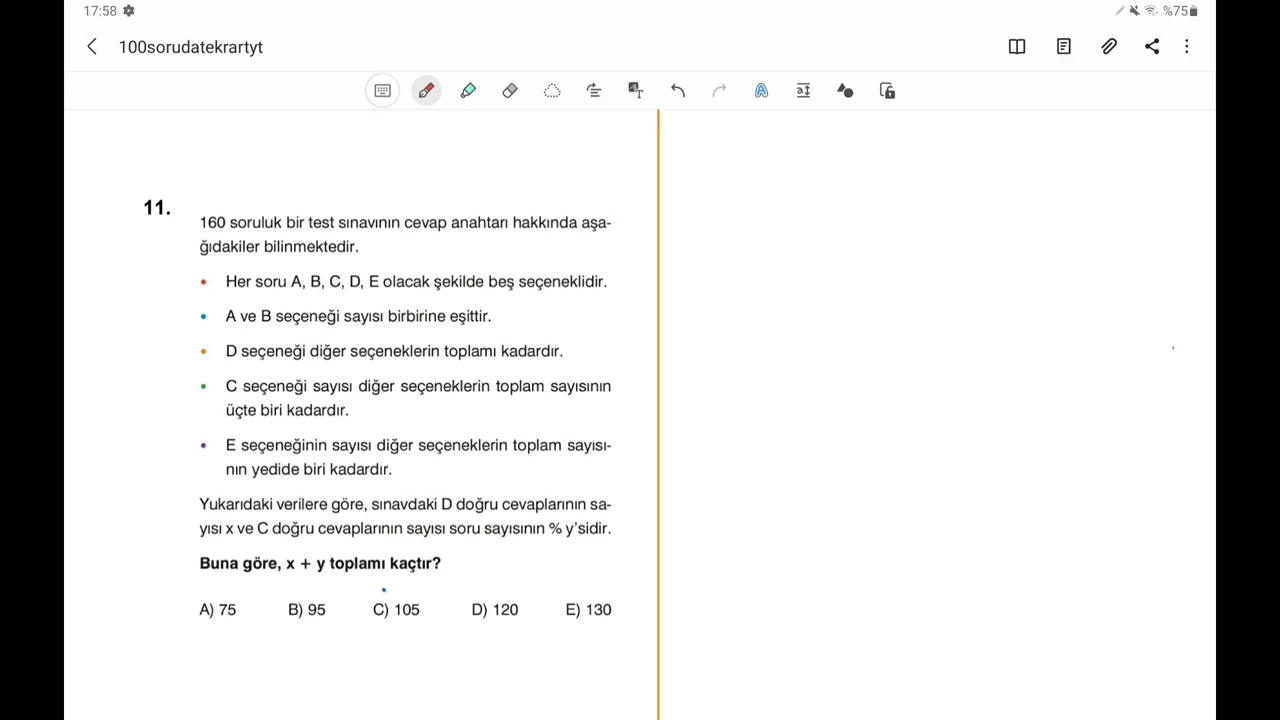 17:58
%75
100sorudatekrartyt
11.
160 soruluk bir test sınavının cevap anahtarı hakkında aşa-
ğıdakiler bilinmektedir.
• Her soru A, B, C, D, E olacak şekilde beş seçeneklidir.
• A ve B seçeneği sayısı birbirine eşittir.
• D seçeneği diğer seçeneklerin toplamı kadardır.
• C seçeneği sayısı diğer seçeneklerin toplam sayısının
üçte biri kadardır.
• E seçeneğinin sayısı diğer seçeneklerin toplam sayısı-
nın yedide biri kadardır.
Yukarıdaki verilere göre, sınavdaki D doğru cevaplarının sa-
yısı x ve C doğru cevaplarının sayısı soru sayısının % y'sidir.
Buna göre, x + y toplamı kaçtır?
A) 75 B) 95 C) 105 D) 120 E) 130